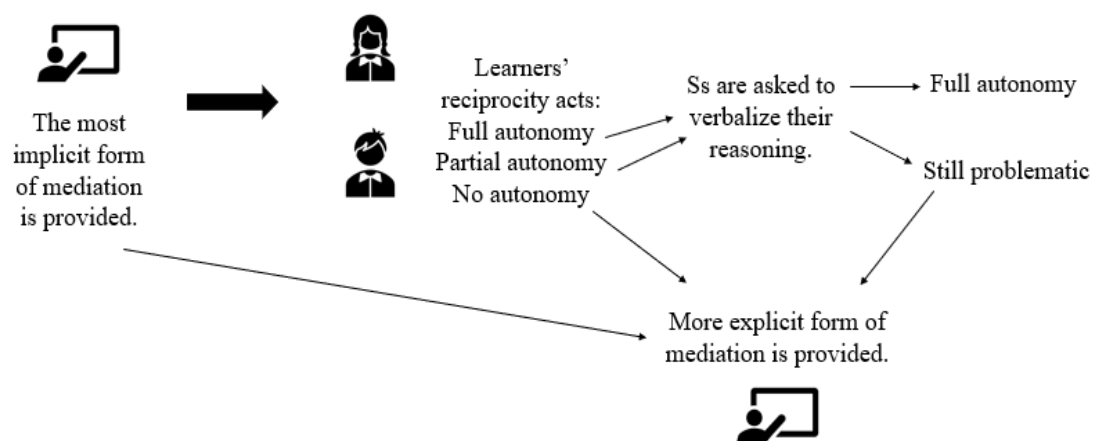 The most
implicit form
of mediation
is provided.
Learners’
reciprocity acts:
Full autonomy
Partial autonomy
No autonomy
Ss are asked to
verbalize their
reasoning.
Full autonomy
Still problematic
More explicit form of
mediation is provided.